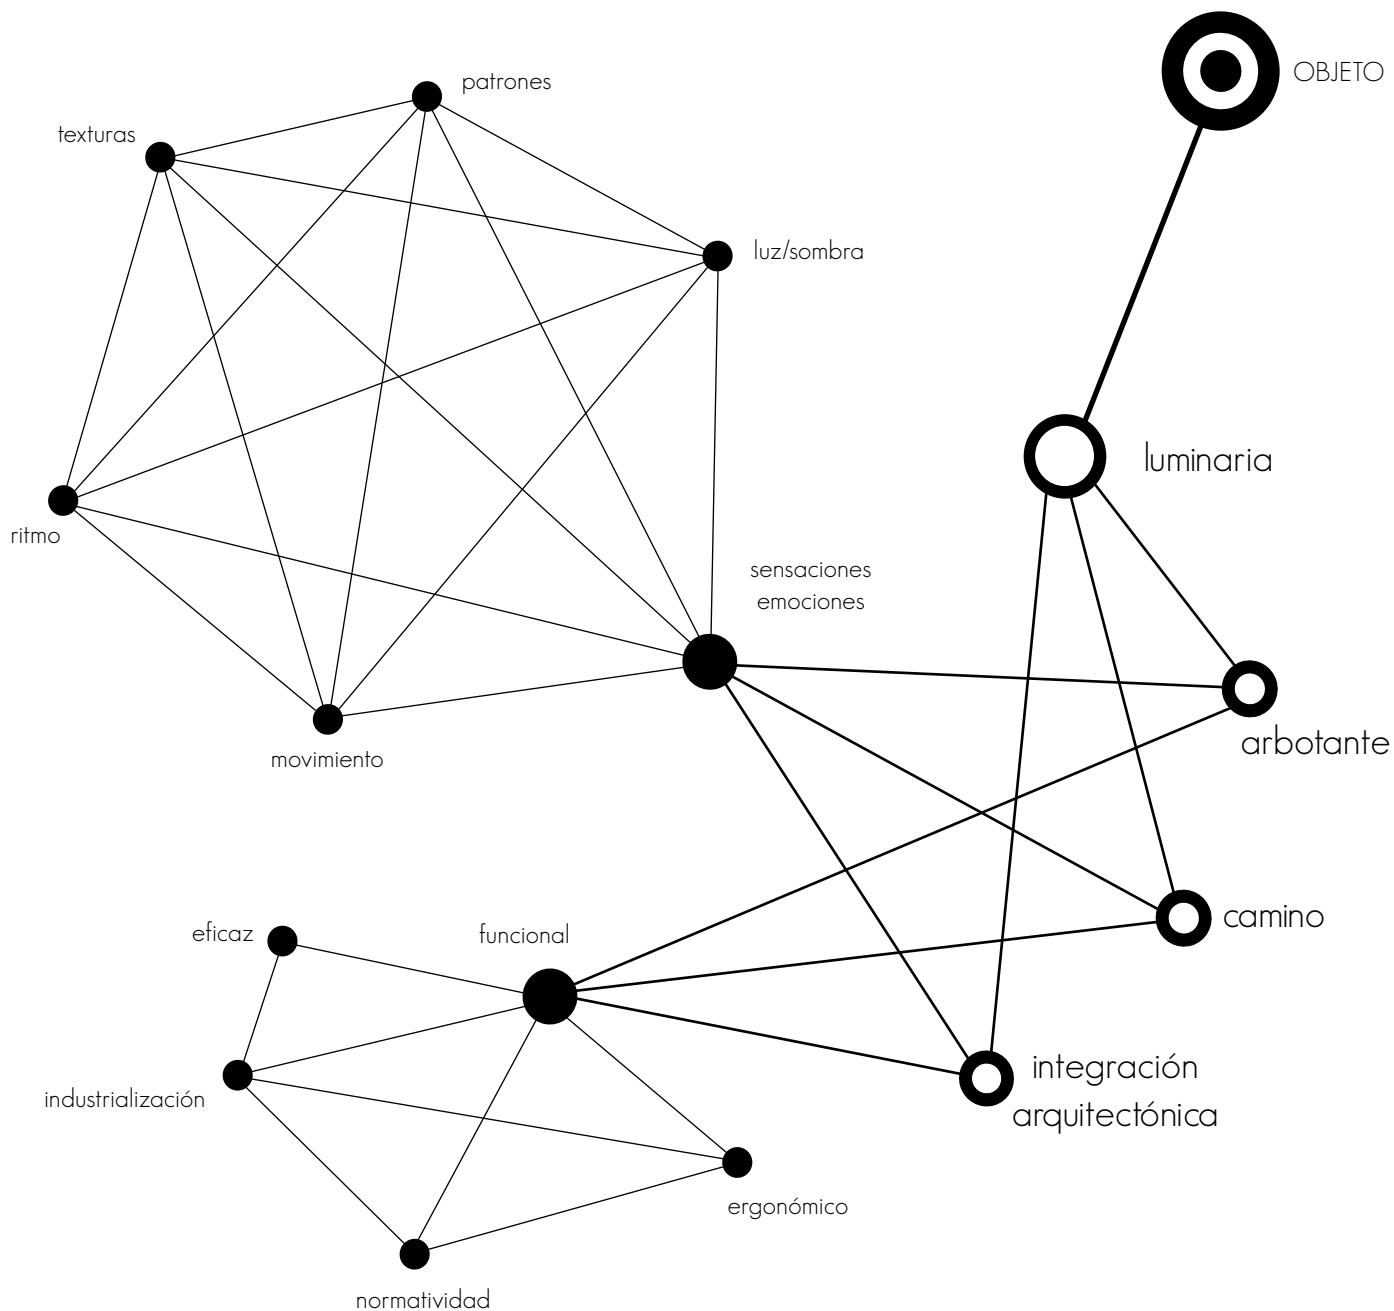 OBJETO
patrones
texturas
luz/sombra
luminaria
ritmo
sensaciones
emociones
arbotante
movimiento
camino
eficaz
funcional
integración
arquitectónica
industrialización
ergonómico
normatividad